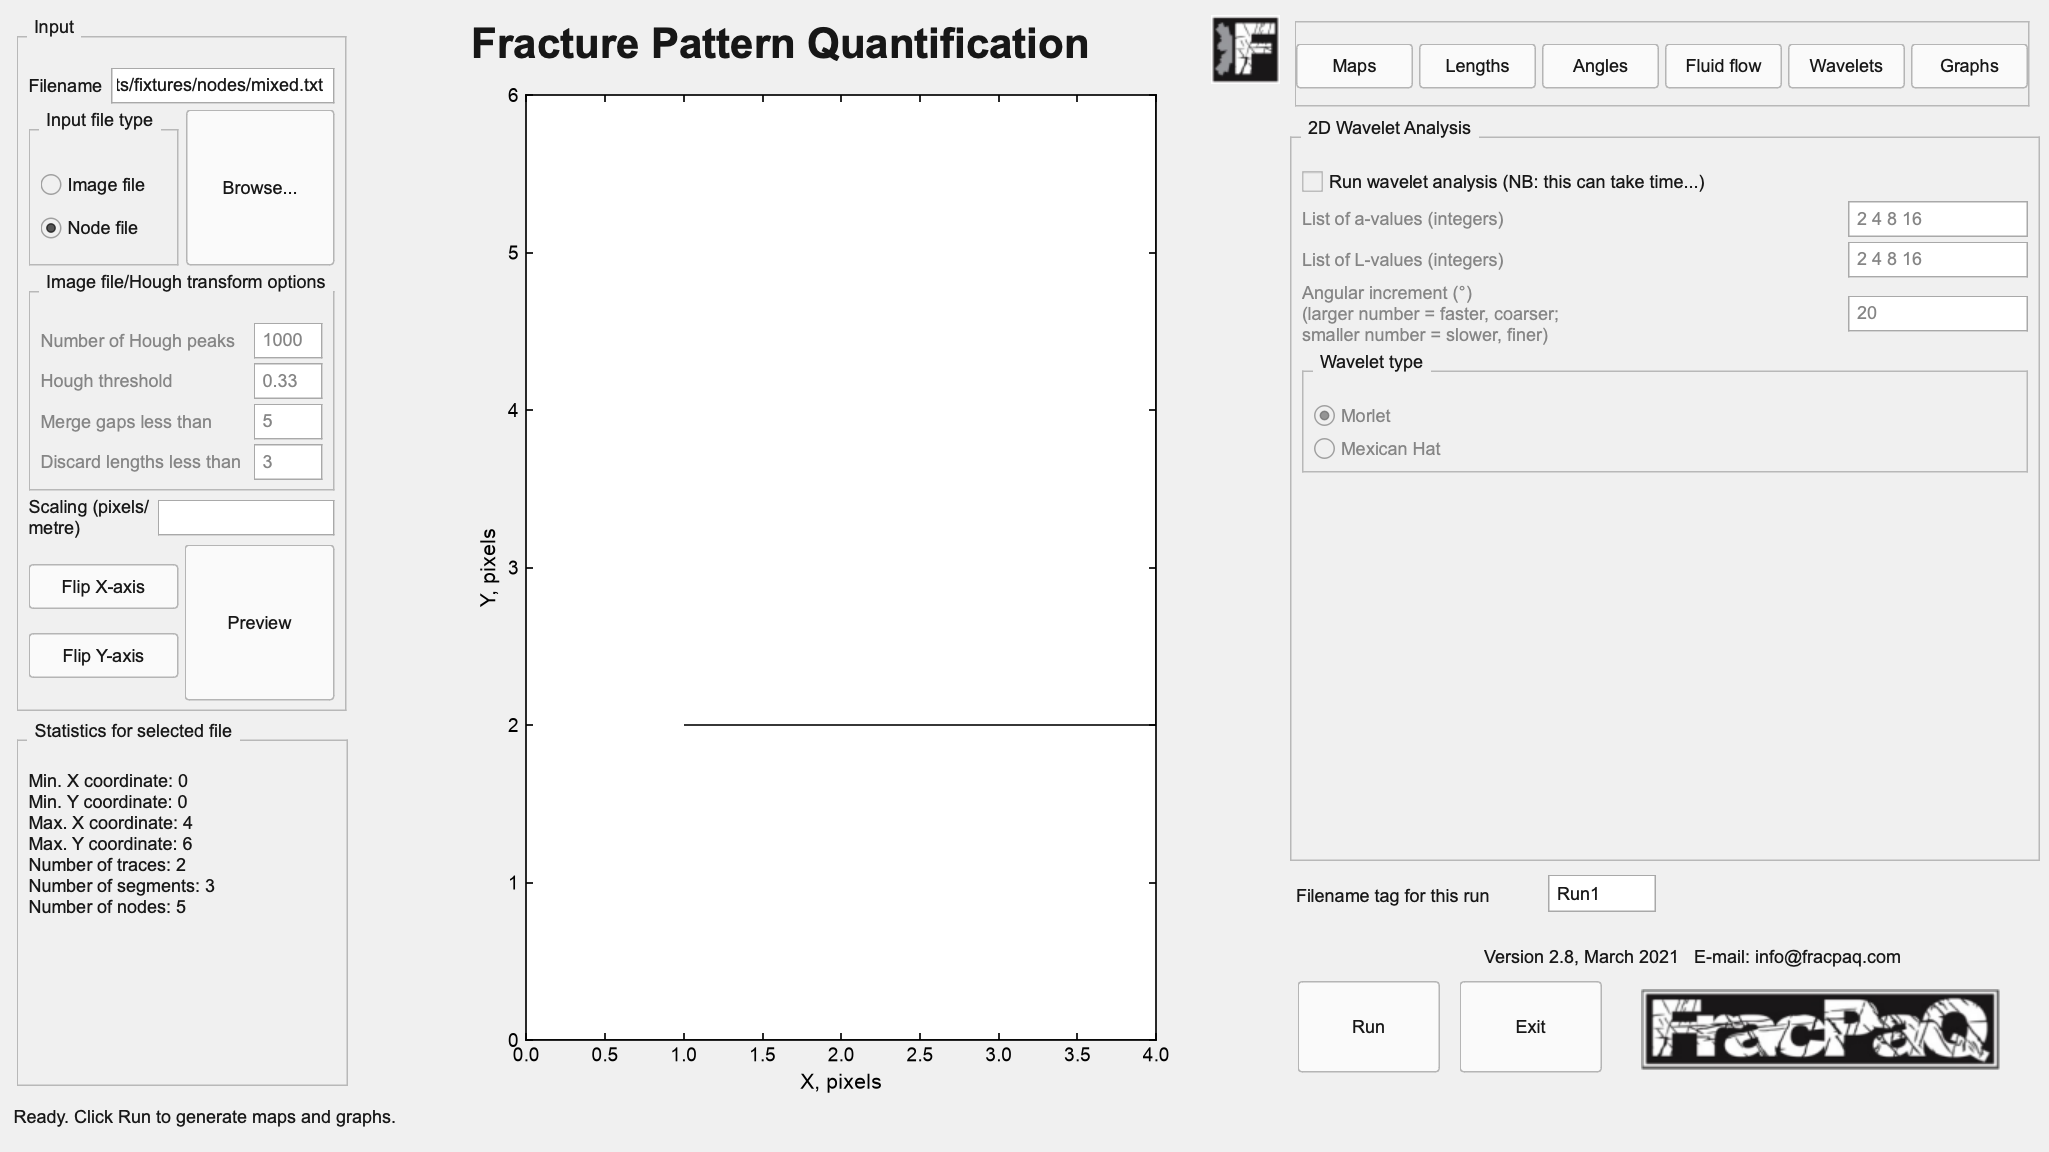 Input
Filename
ts/fixtures/nodes/mixed.txt
Input file type
Image file
Node file
Browse...
Image file/Hough transform options
Number of Hough peaks
1000
Hough threshold
0.33
Merge gaps less than
5
Discard lengths less than
3
Scaling (pixels/
metre)
Flip X-axis
Flip Y-axis
Preview
Statistics for selected file
Min. X coordinate: 0
Min. Y coordinate: 0
Max. X coordinate: 4
Max. Y coordinate: 6
Number of traces: 2
Number of segments: 3
Number of nodes: 5
Ready. Click Run to generate maps and graphs.
Fracture Pattern Quantification
6
5
4
3
2
1
0
Y, pixels
0.0 0.5 1.0 1.5 2.0 2.5 3.0 3.5 4.0
X, pixels
F
Maps Lengths Angles Fluid flow Wavelets Graphs
2D Wavelet Analysis
Run wavelet analysis (NB: this can take time...)
List of a-values (integers)
2 4 8 16
List of L-values (integers)
2 4 8 16
Angular increment (°)
(larger number = faster, coarser;
smaller number = slower, finer)
20
Wavelet type
Morlet
Mexican Hat
Filename tag for this run
Run1
Version 2.8, March 2021 E-mail: info@fracpaq.com
Run
Exit
FracPaQ